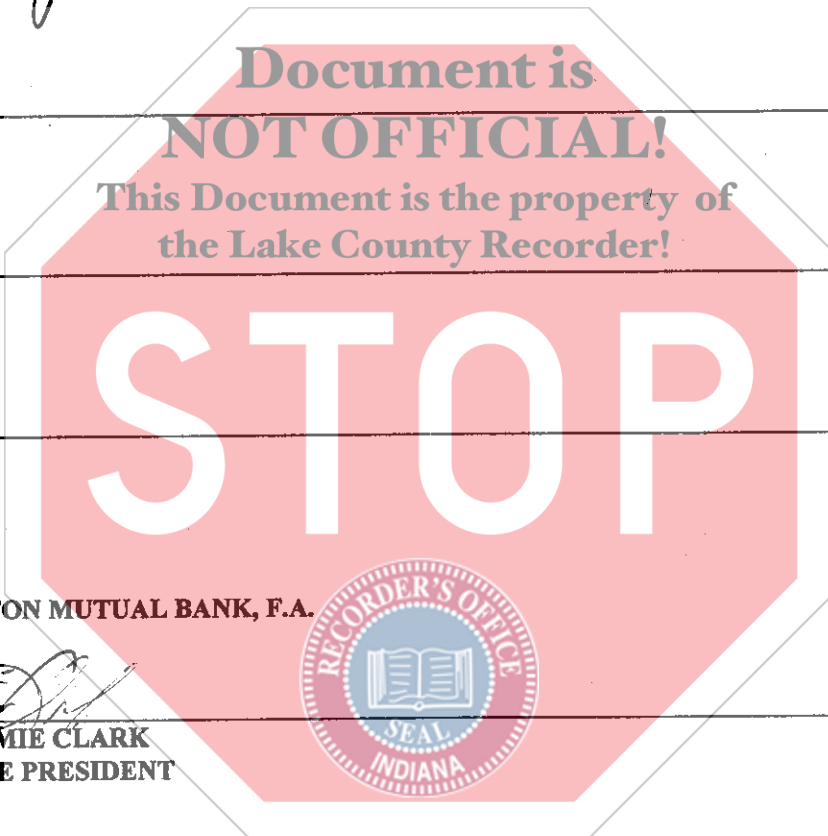 Document is
NOT OFFICIAL!
This Document is the property of
the Lake County Recorder!
STOP
TON MUTUAL BANK, F.A.
RECORDER'S OFFICE
SEAL
INDIANA
MIE CLARK
E PRESIDENT